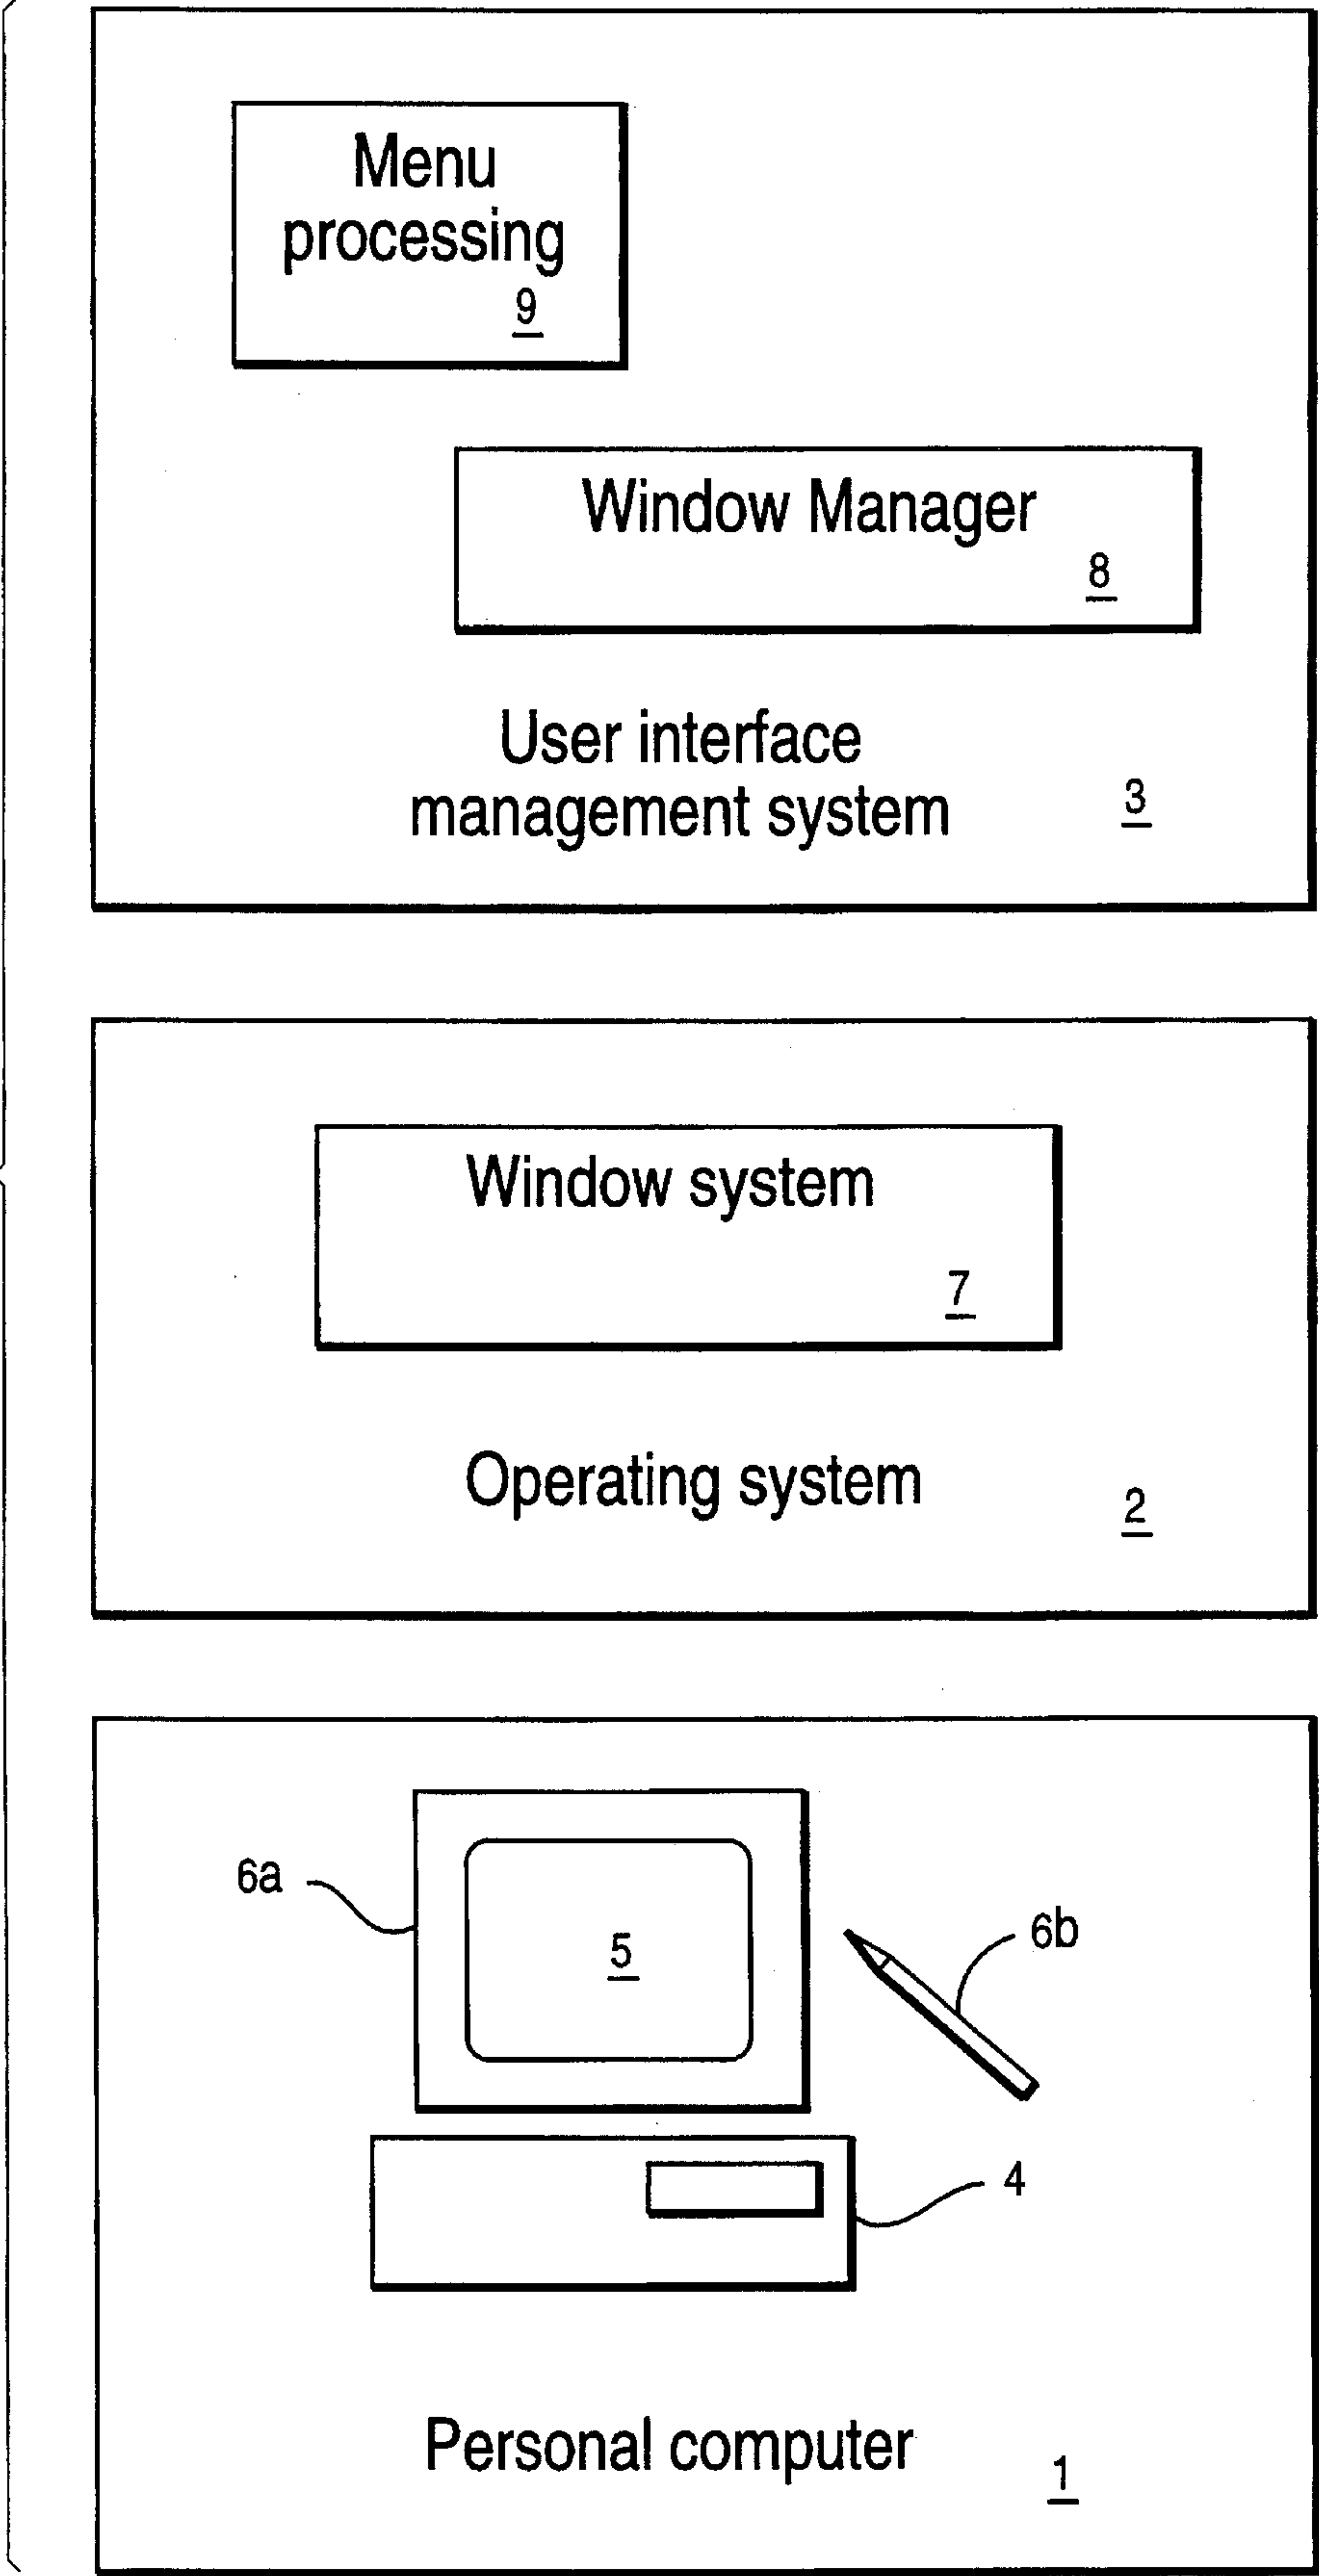 Menu
processing
9
Window Manager
8
User interface
management system
3
Window system
7
Operating system
2
6a
5
6b
4
Personal computer
1